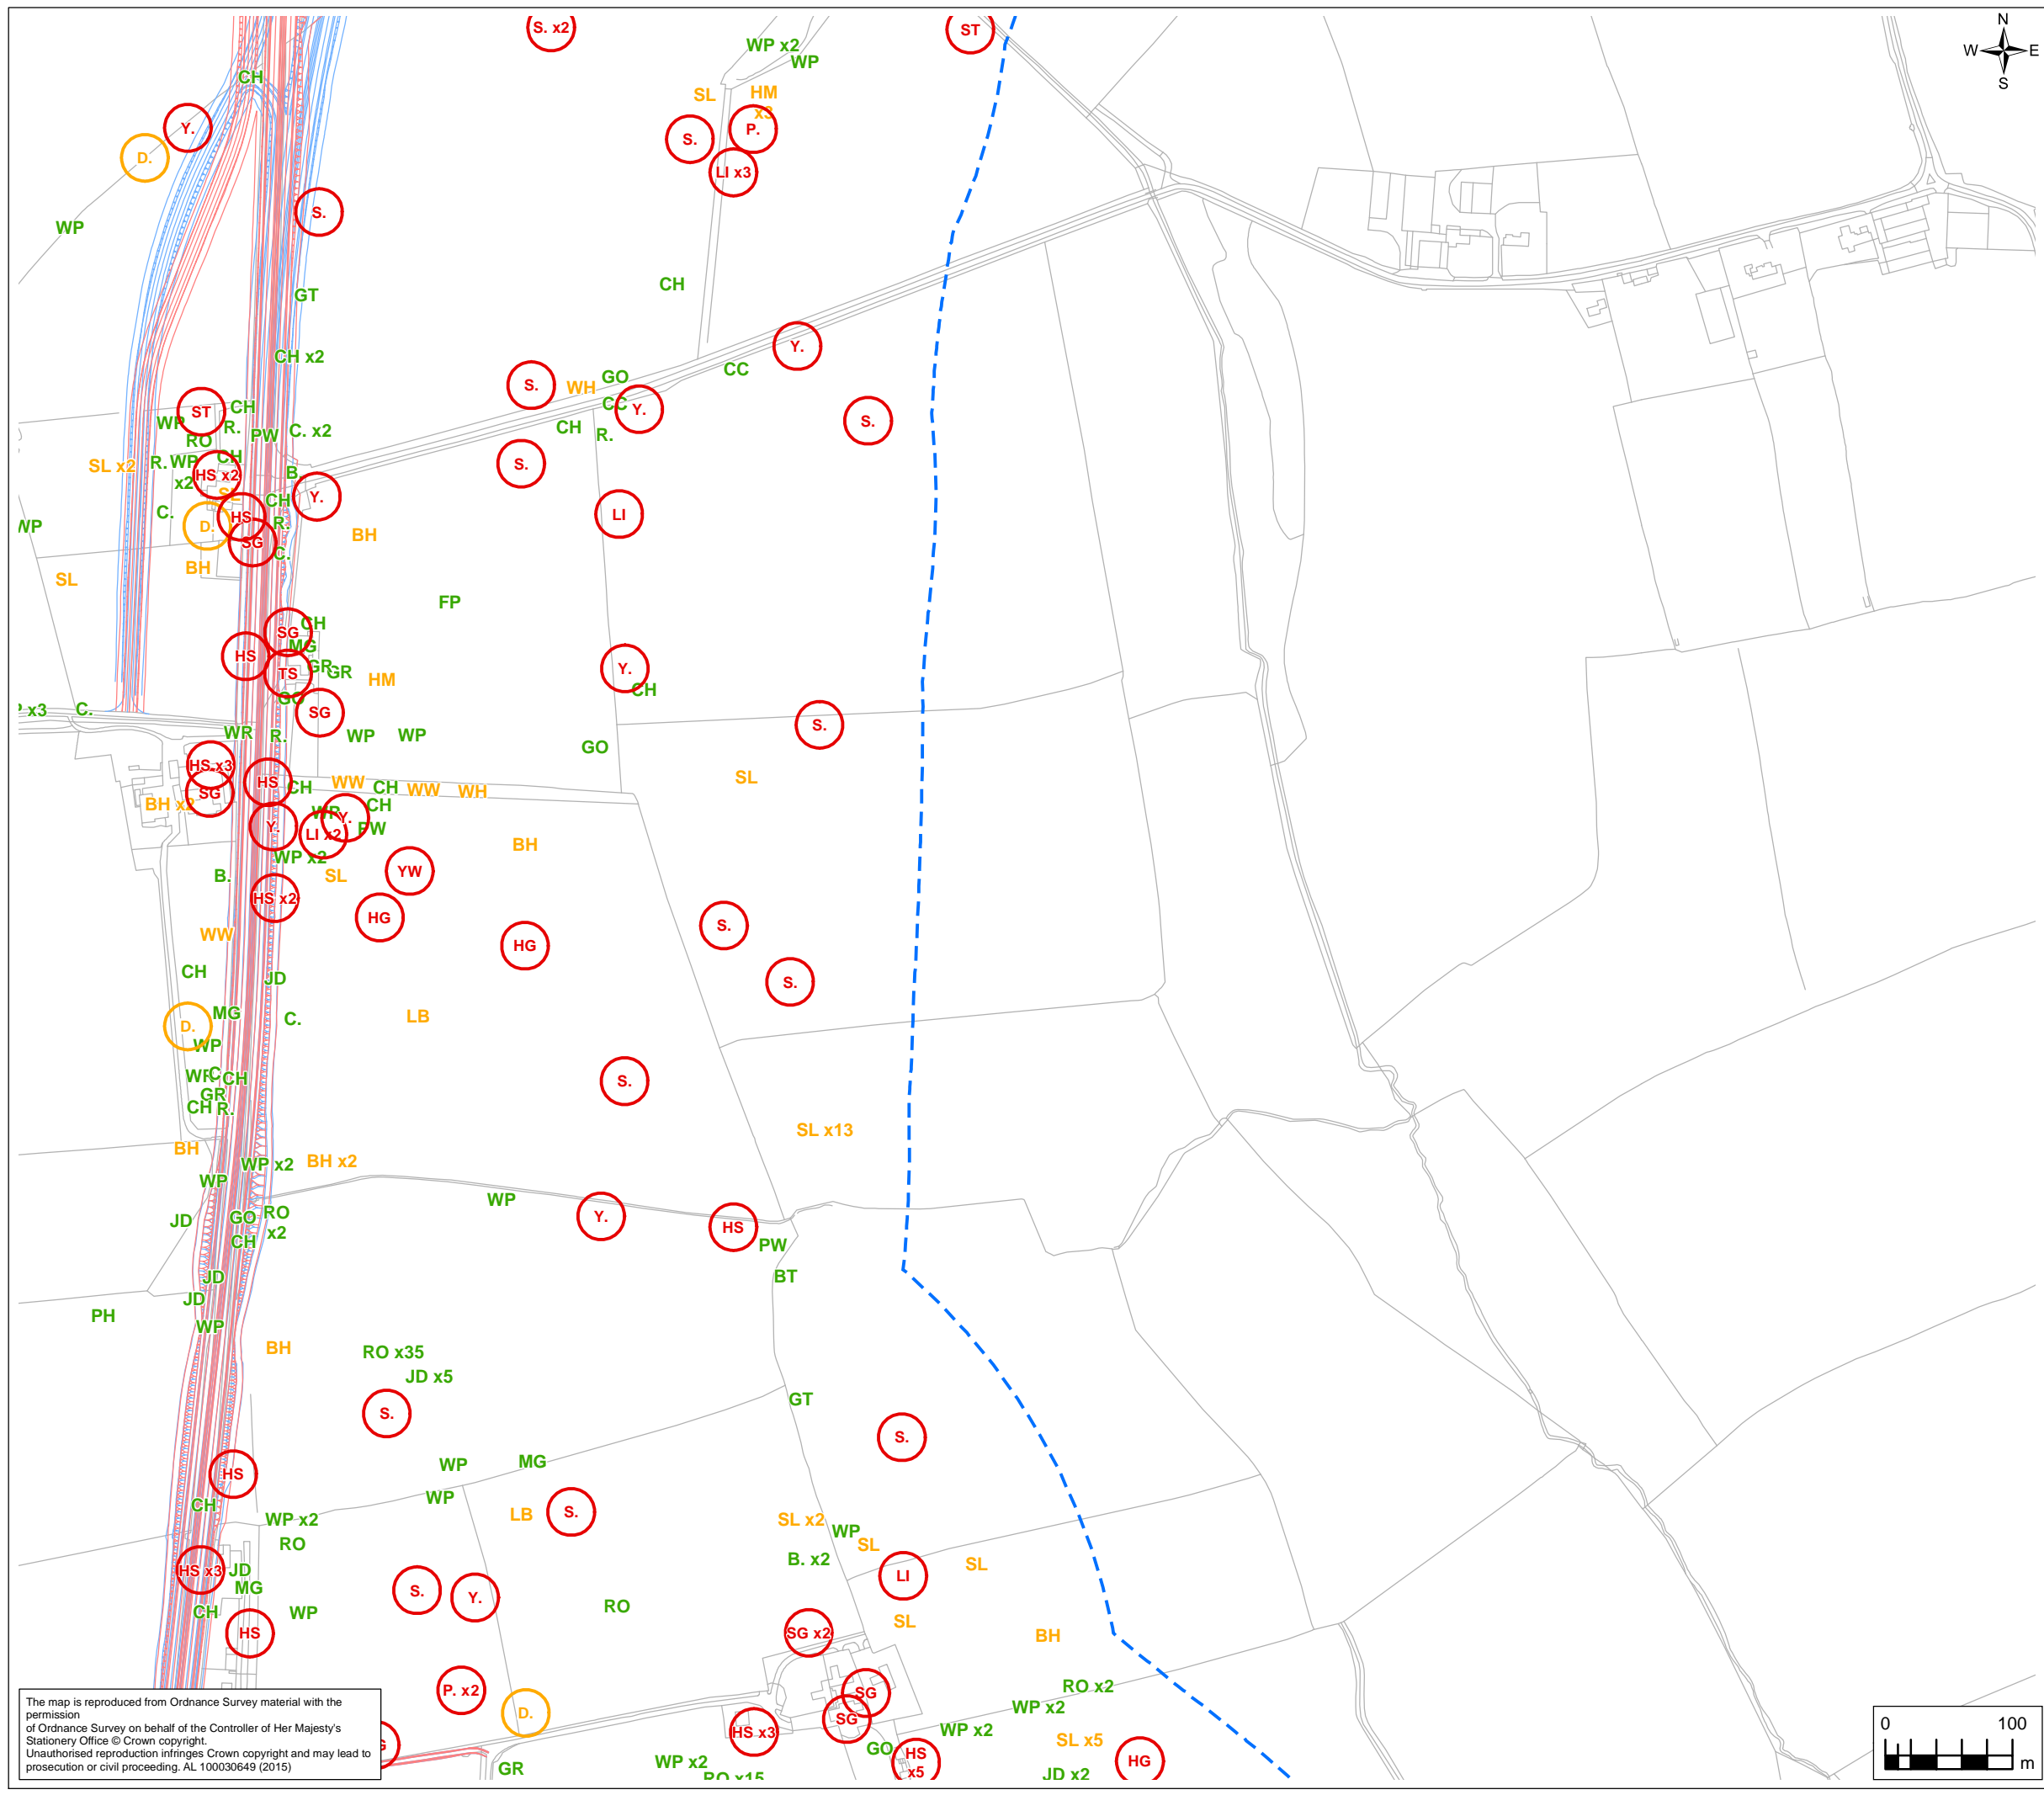 S. x2
ST
N
W E
S
WP x2
WP
CH
SL
HM
x3
Y.
P.
S.
D.
LI x3
S.
WP
CH
GT
Y.
CH x2
CC
GO
S.
WH
CH
ST
CC
Y.
S.
WP
R.
C. x2
CH
RO
PW
R.
CH
SL x2
R.
WP
x2
S.
HS x2
B.
SL
Y.
CH
C.
HS
LI
R.
WP
D.
BH
SG
C.
BH
SL
FP
CH
SG
MG
HS
GR
GR
Y.
TS
HM
CH
GO
x3
C.
SG
S.
WR
R.
WP
WP
GO
HS x3
SL
HS
WW
CH
CH
WW
WH
SG
BH x2
CH
WP
Y.
Y.
LI x2
PW
BH
WP x2
YW
B.
SL
HS x2
HG
S.
WW
HG
CH
JD
S.
MG
LB
C.
D.
WP
WR
C.
CH
S.
GR
CH
R.
SL x13
BH
WP x2
BH x2
WP
WP
RO
x2
JD
GO
Y.
HS
CH
PW
JD
BT
JD
PH
WP
BH
RO x35
JD x5
GT
S.
S.
WP
MG
HS
WP
CH
LB
S.
WP x2
SL x2
WP
RO
SL
B. x2
SL
HS x3
JD
LI
MG
S.
Y.
CH
WP
RO
SL
HS
SG x2
BH
P. x2
RO x2
SG
WP x2
D.
SG
HS x3
WP x2
SL x5
GO
HS
x5
HG
WP x2
GR
RO x15
JD x2
The map is reproduced from Ordnance Survey material with the
permission
of Ordnance Survey on behalf of the Controller of Her Majesty's
Stationery Office © Crown copyright.
Unauthorised reproduction infringes Crown copyright and may lead to
prosecution or civil proceeding. AL 100030649 (2015)
0 100
m